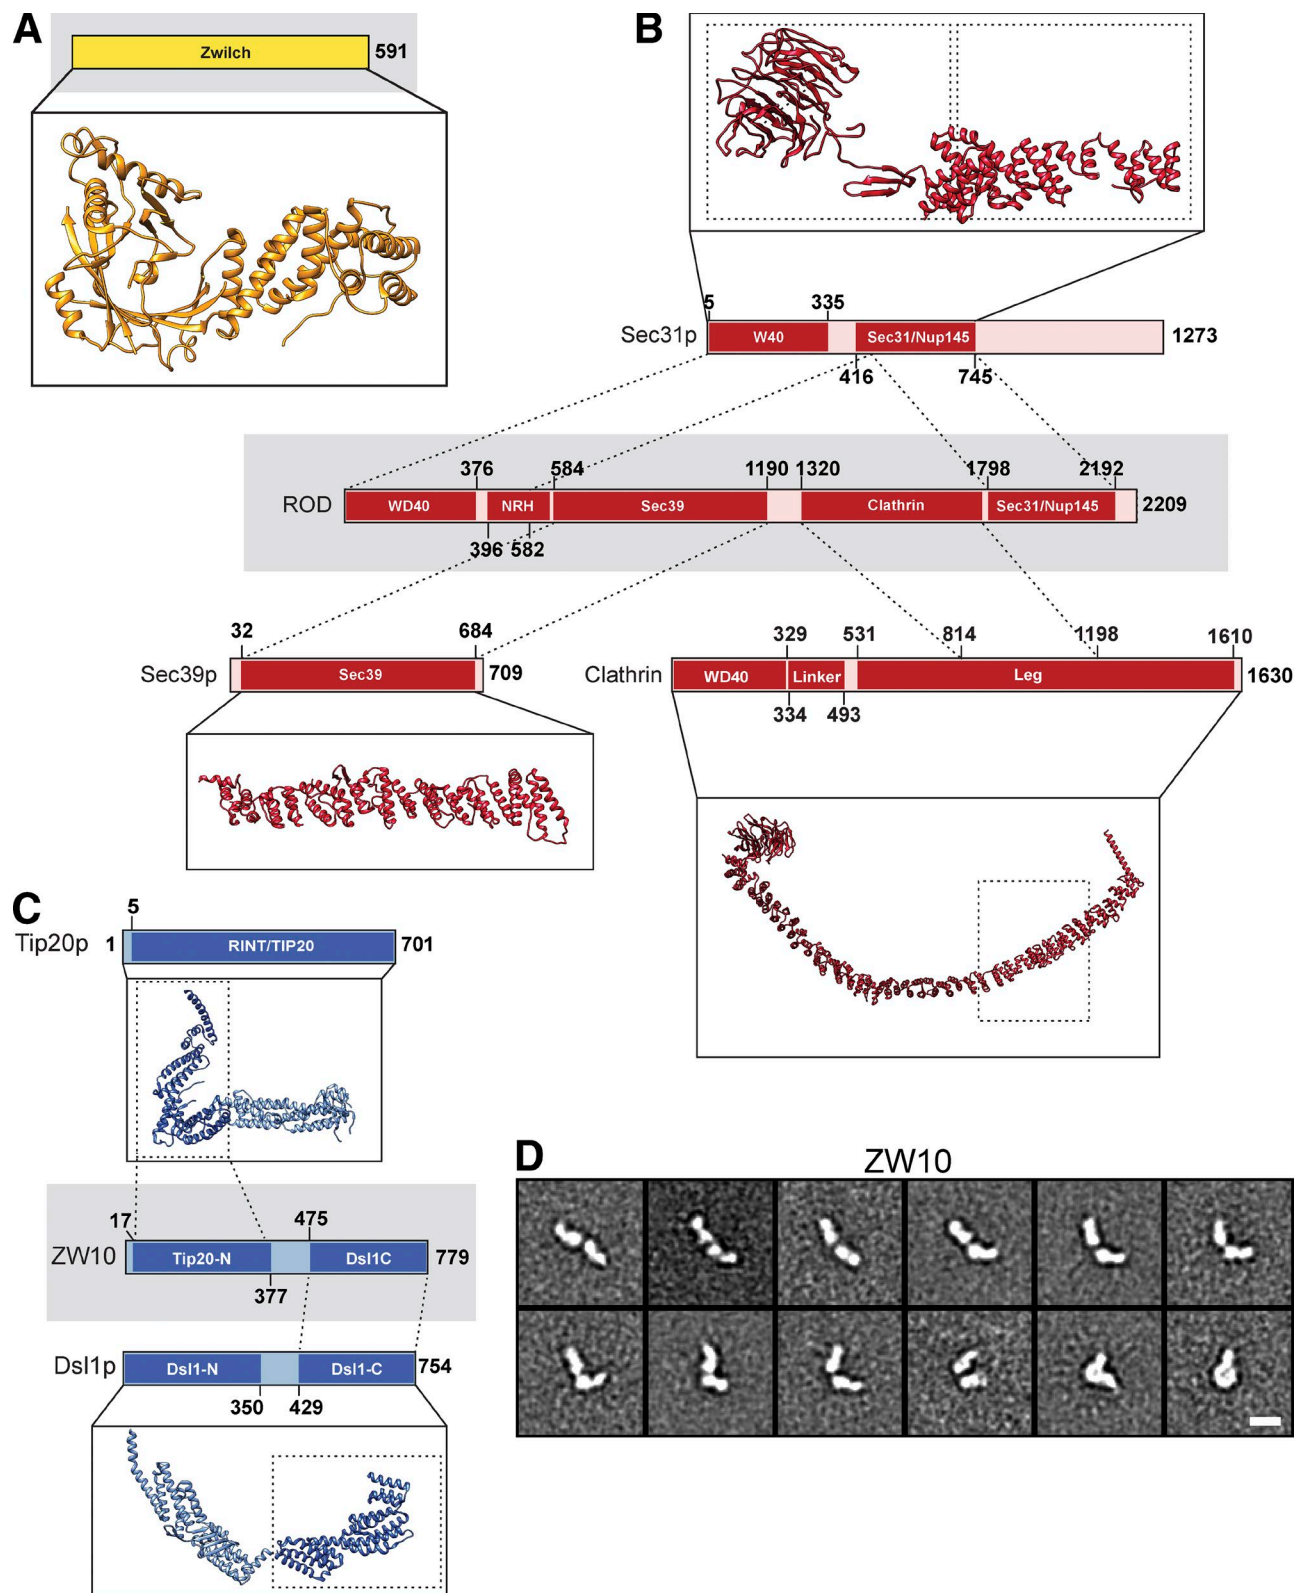 A
Zwilch 591
B
5 335
Sec31p W40 Sec31/Nup145 1273
416 745
376 584 1190 1320 1798 2192
ROD WD40 NRH Sec39 Clathrin Sec31/Nup145 2209
396 582
32 684
Sec39p Sec39 709
329 531 814 1198 1610
Clathrin WD40 Linker Leg 1630
334 493
C
5
Tip20p 1 RINT/TIP20 701
17 475
ZW10 Tip20-N Dsl1C 779
377
Dsl1p Dsl1-N Dsl1-C 754
350 429
D
ZW10